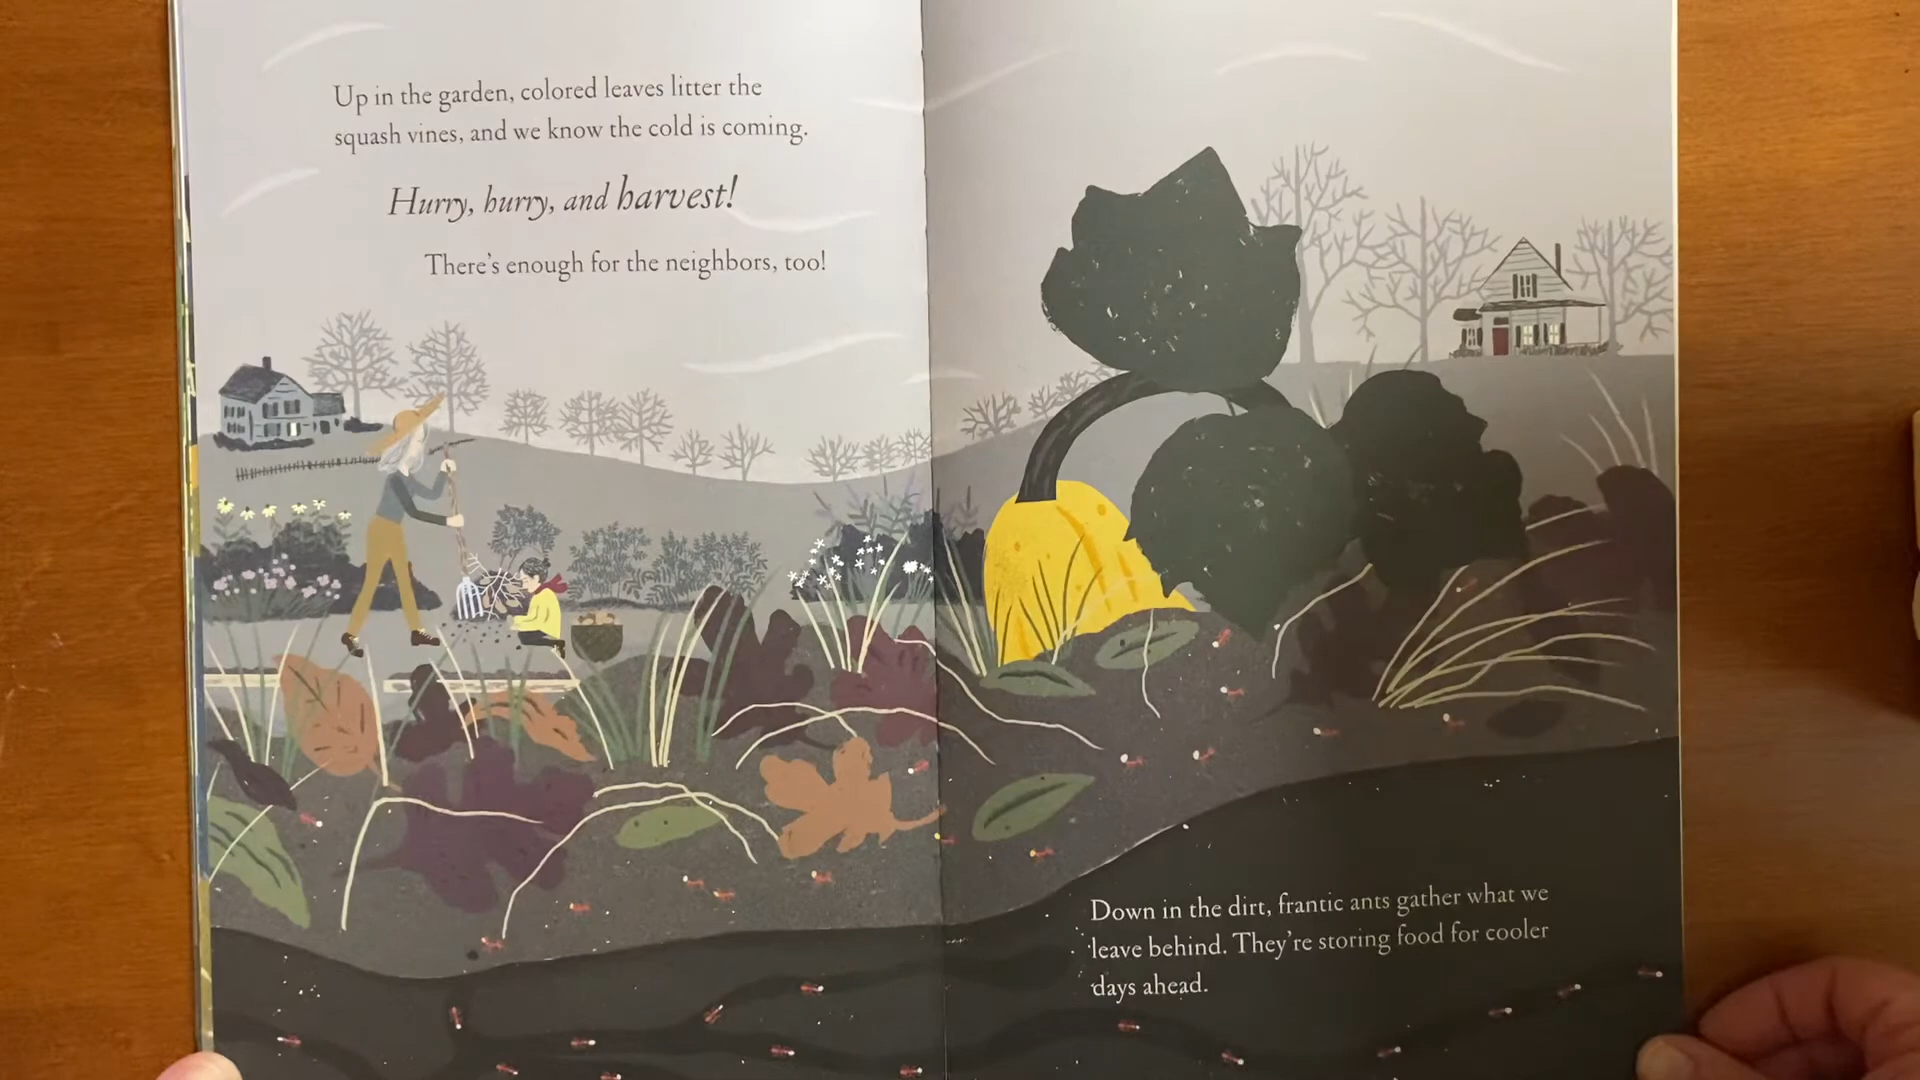 Up in the garden, colored leaves litter the
squash vines, and we know the cold is coming.
Hurry, hurry, and harvest!
There's enough for the neighbors, too!
Down in the dirt, frantic ants gather what we
leave behind. They're storing food for cooler
days ahead.